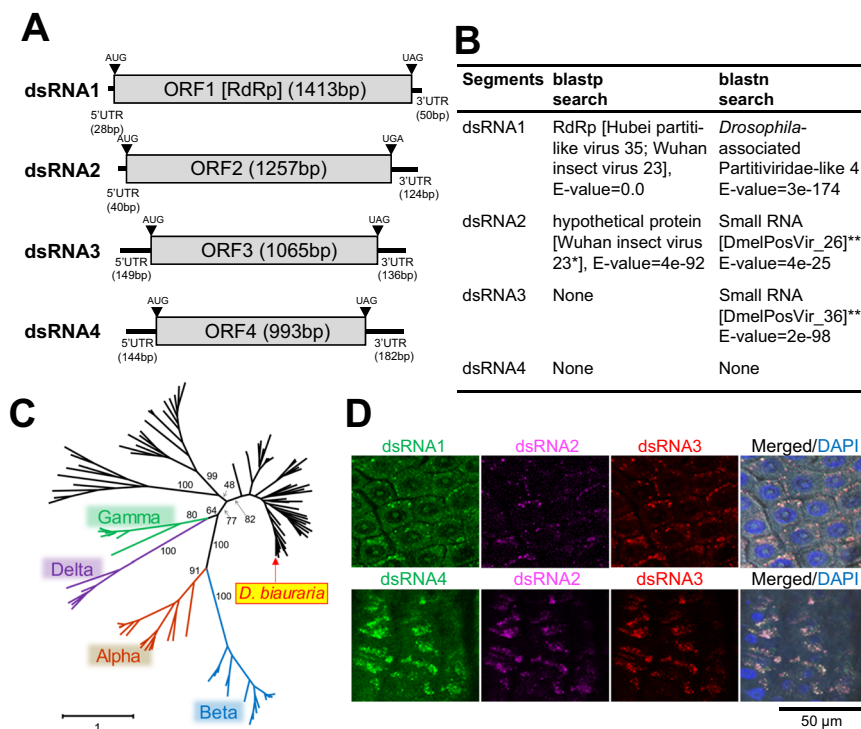 A
AUG UAG
dsRNA1 ORF1 [RdRp] (1413bp)
5'UTR
(28bp)
3'UTR
(50bp)
AUG UGA
dsRNA2 ORF2 (1257bp)
5'UTR
(40bp)
3'UTR
(124bp)
AUG UAG
dsRNA3 ORF3 (1065bp)
5'UTR
(149bp)
3'UTR
(136bp)
AUG UAG
dsRNA4 ORF4 (993bp)
5'UTR
(144bp)
3'UTR
(182bp)
B
Segments blastp search blastn search
dsRNA1
RdRp [Hubei partiti-
like virus 35; Wuhan
insect virus 23],
E-value=0.0
Drosophila-
associated
Partitiviridae-like 4
E-value=3e-174
dsRNA2
hypothetical protein
[Wuhan insect virus
23*], E-value=4e-92
Small RNA
[DmelPosVir_26]**
E-value=4e-25
dsRNA3
None
Small RNA
[DmelPosVir_36]**
E-value=2e-98
dsRNA4 None None
C
99
48
100
Gamma
80
64
77
82
100
Delta
100
91
D. biauraria
100
Alpha
Beta
1
D
dsRNA1 dsRNA2 dsRNA3 Merged/DAPI
dsRNA4 dsRNA2 dsRNA3 Merged/DAPI
50 μm